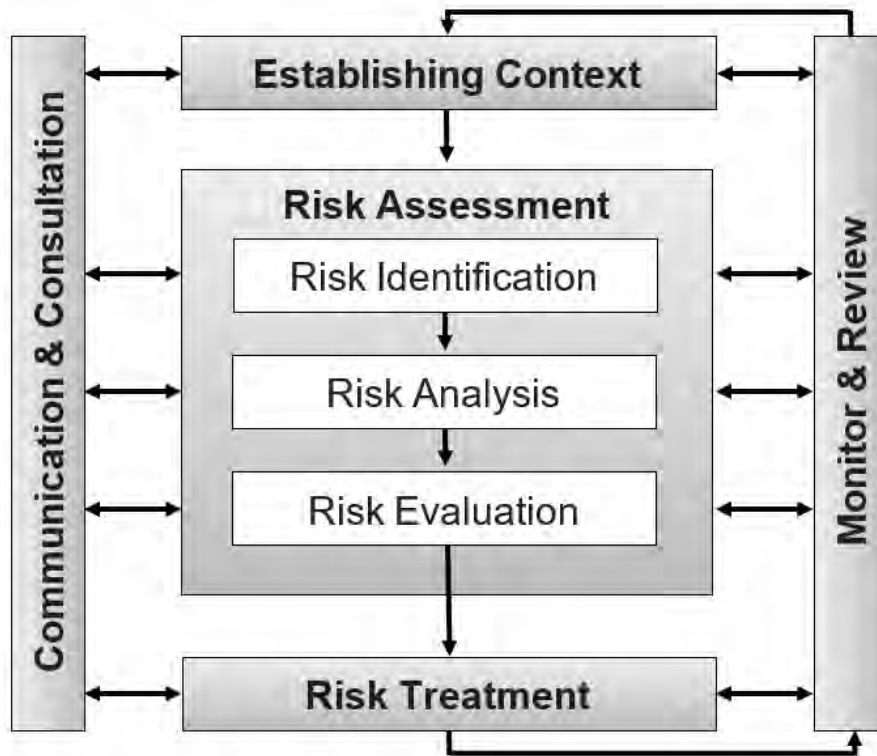 Establishing Context
Risk Assessment
Risk Identification
Risk Analysis
Risk Evaluation
Risk Treatment
Communication & Consultation
Monitor & Review